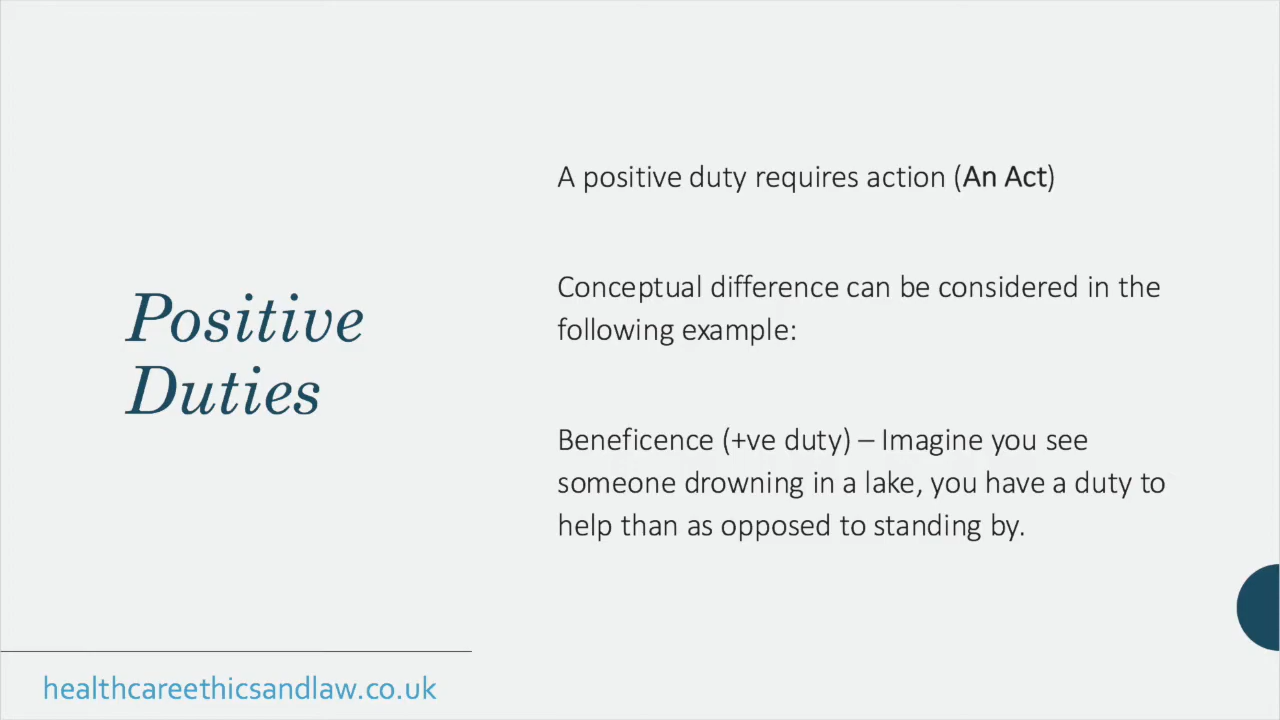 Positive
Duties
A positive duty requires action (An Act)
Conceptual difference can be considered in the
following example:
Beneficence (+ve duty) – Imagine you see
someone drowning in a lake, you have a duty to
help than as opposed to standing by.
healthcareethicsandlaw.co.uk